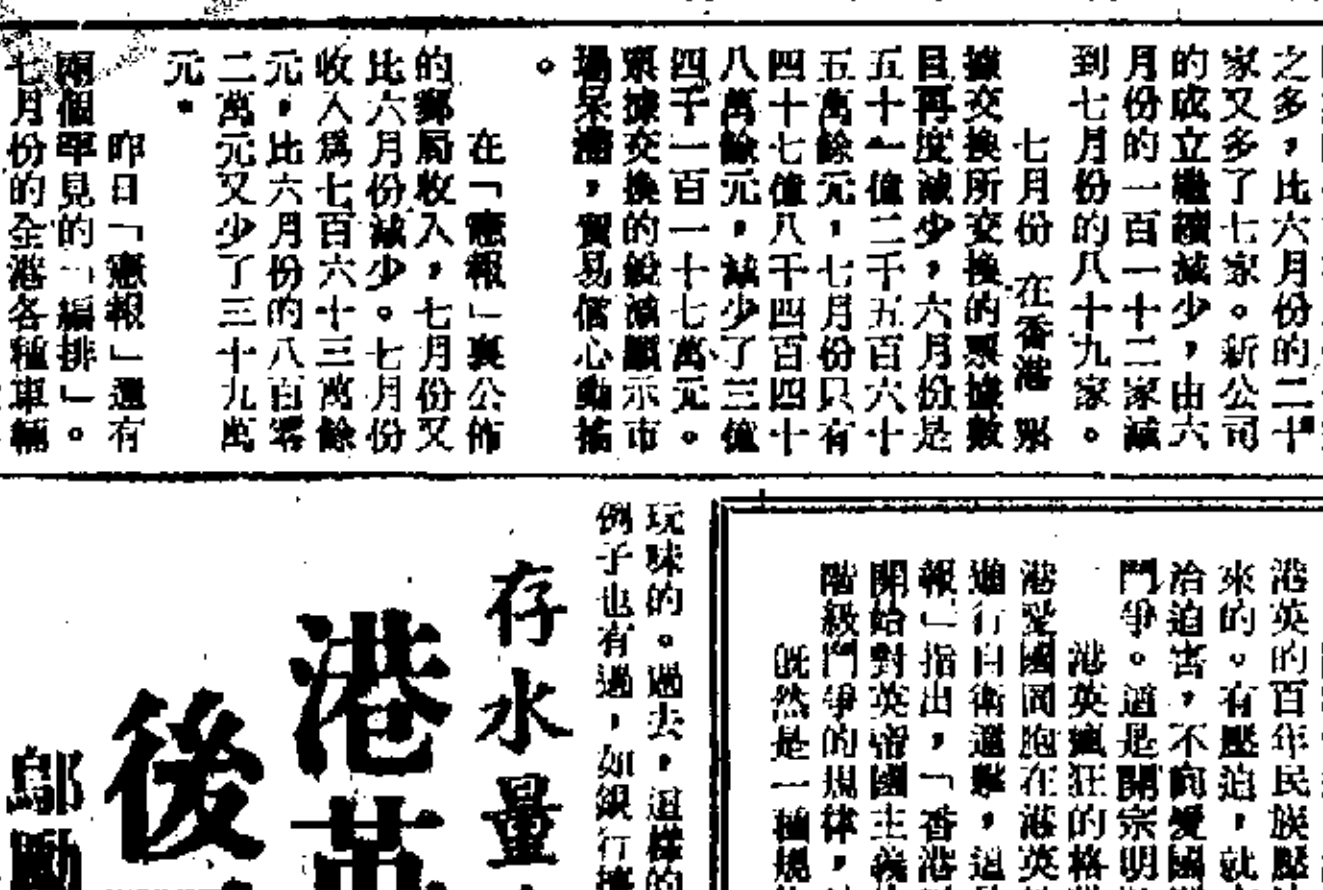 之多，比六月份的二十
家又多了七家。新公司
的成立繼續減少，由六
月份的一百一十二家減
到七月份的八十九家。
七月份 在香港 票
據交換所交換的票據數
目再度減少，六月份是
五十一億二千五百六十
五萬餘元，七月份只有
四十七億八千四百四十
八萬餘元，減少了三億
四千一百一十七萬元。
票據交換的銳減顯示市
場呆滯，貿易信心動搖
。
在「憲報」裏公佈
的郵局收入，七月份又
比六月份減少。七月份
收入爲七百六十三萬餘
元，比六月份的八百零
二萬元又少了三十九萬
元。
昨日「憲報」還有
兩個罕見的「編排」。
七月份的全港各種車輛
港英的百年民族壓
來的。有壓迫，就
治迫害，不向愛國
鬥爭。這是開宗明
港英瘋狂的格
港愛國同胞在港英
進行自衛還擊，這
報」指出，「香港
開始對英帝國主義
階級鬥爭的規律，
既然是一種規
玩味的。過去，這樣的
例子也有過，如銀行
存水量
港英
後
鄔勵